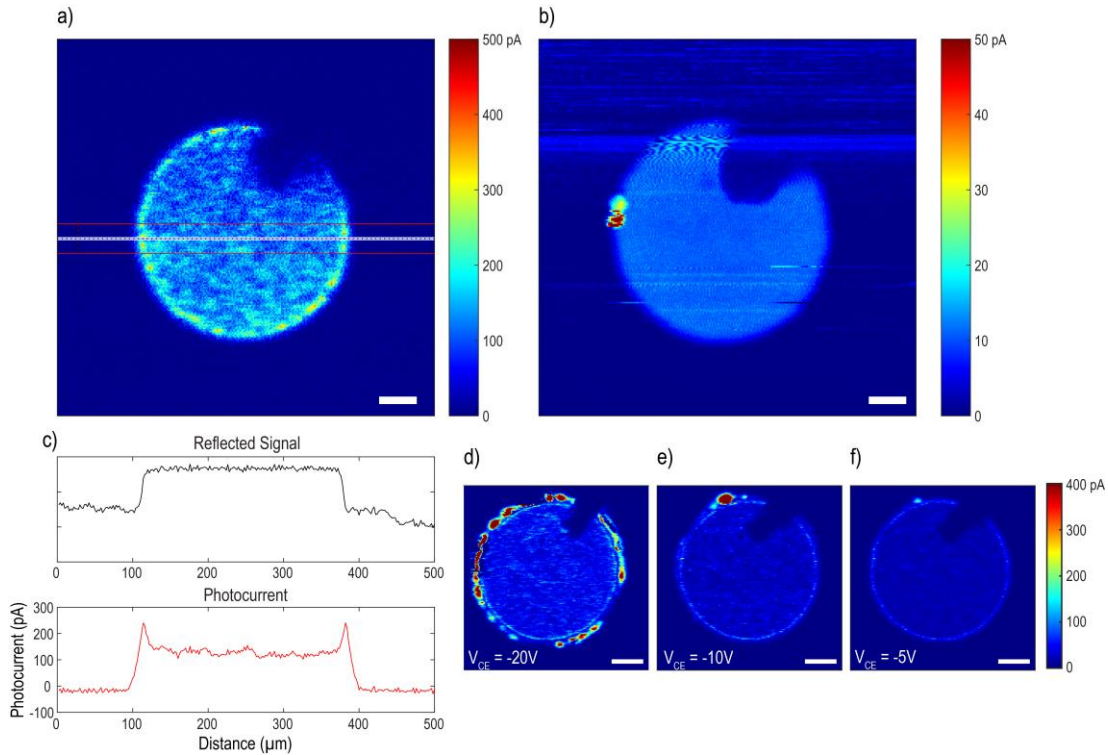 a)
500 pA
400
300
200
100
0
b)
50 pA
40
30
20
10
0
c)
Reflected Signal
0 100 200 300 400 500
Photocurrent
Photocurrent (pA)
300
200
100
0
-100
0 100 200 300 400 500
Distance (µm)
d)
V_CE = -20V
e)
V_CE = -10V
f)
V_CE = -5V
400 pA
300
200
100
0